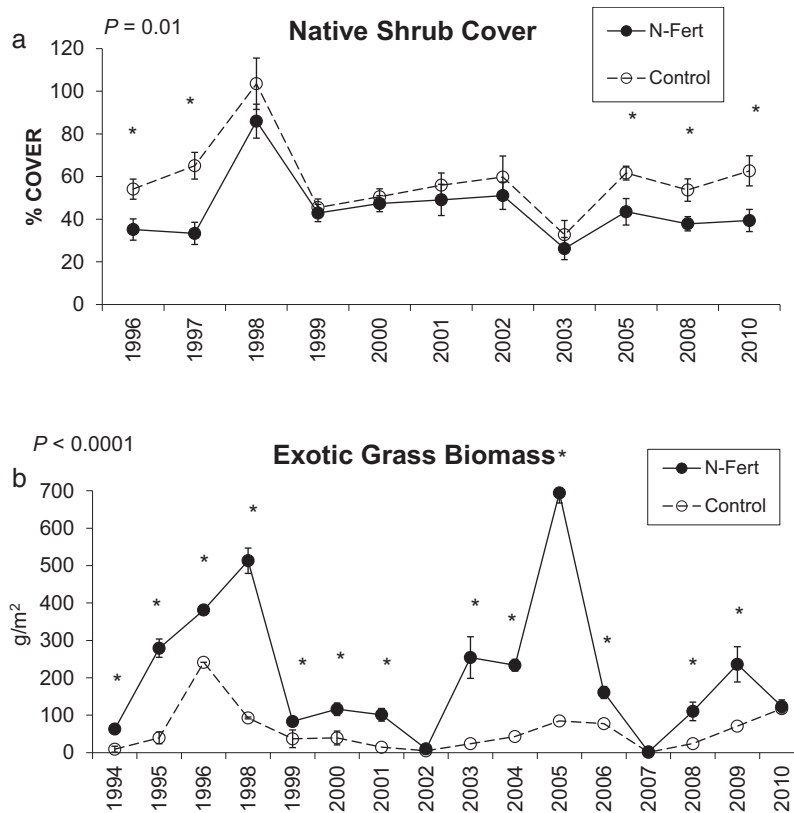 a
P = 0.01
Native Shrub Cover
N-Fert
Control
% COVER
120
100
80
60
40
20
0
* * * * *
1996 1997 1998 1999 2000 2001 2002 2003 2005 2008 2010
b
P < 0.0001
Exotic Grass Biomass*
N-Fert
Control
g/m²
700
600
500
400
300
200
100
0
* * * * * * * * * * * *
1994 1995 1996 1998 1999 2000 2001 2002 2003 2004 2005 2006 2007 2008 2009 2010